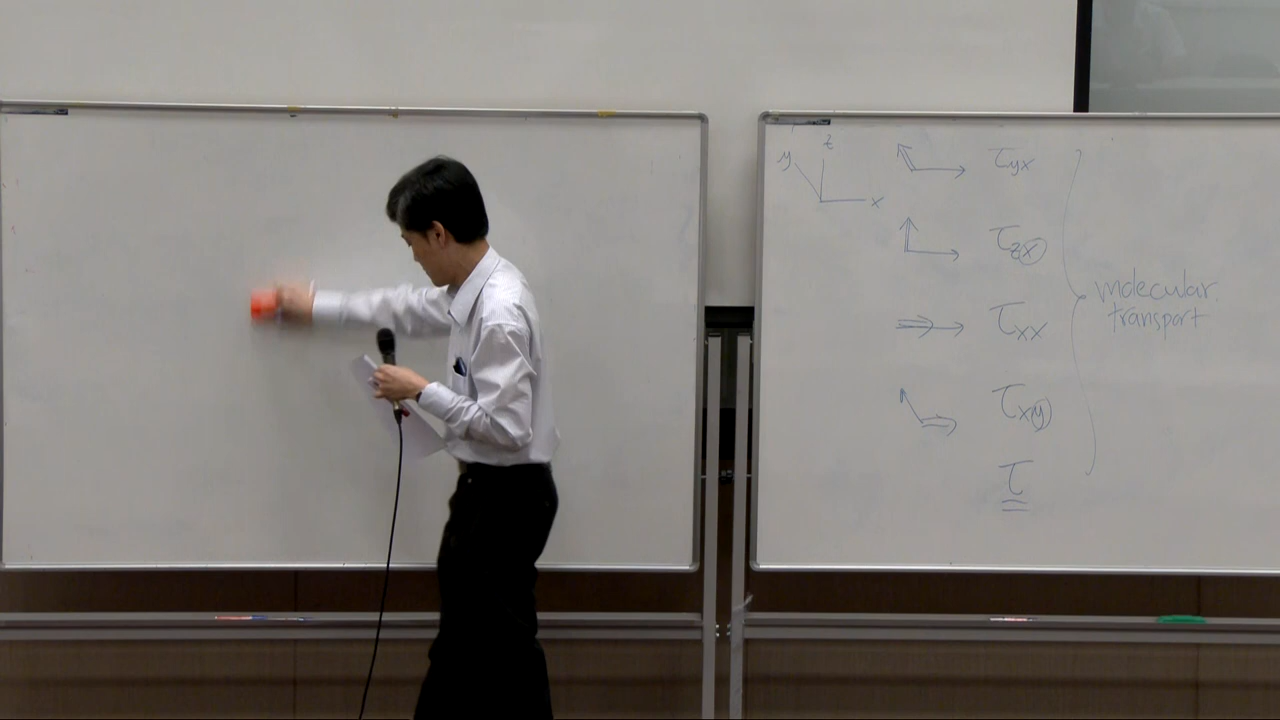 z
y
x
τyx
τzx
τxx
τxy
τ
molecular
transport